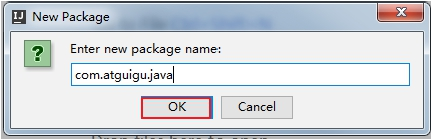 New Package
Enter new package name:
com.atguigu.java
OK
Cancel